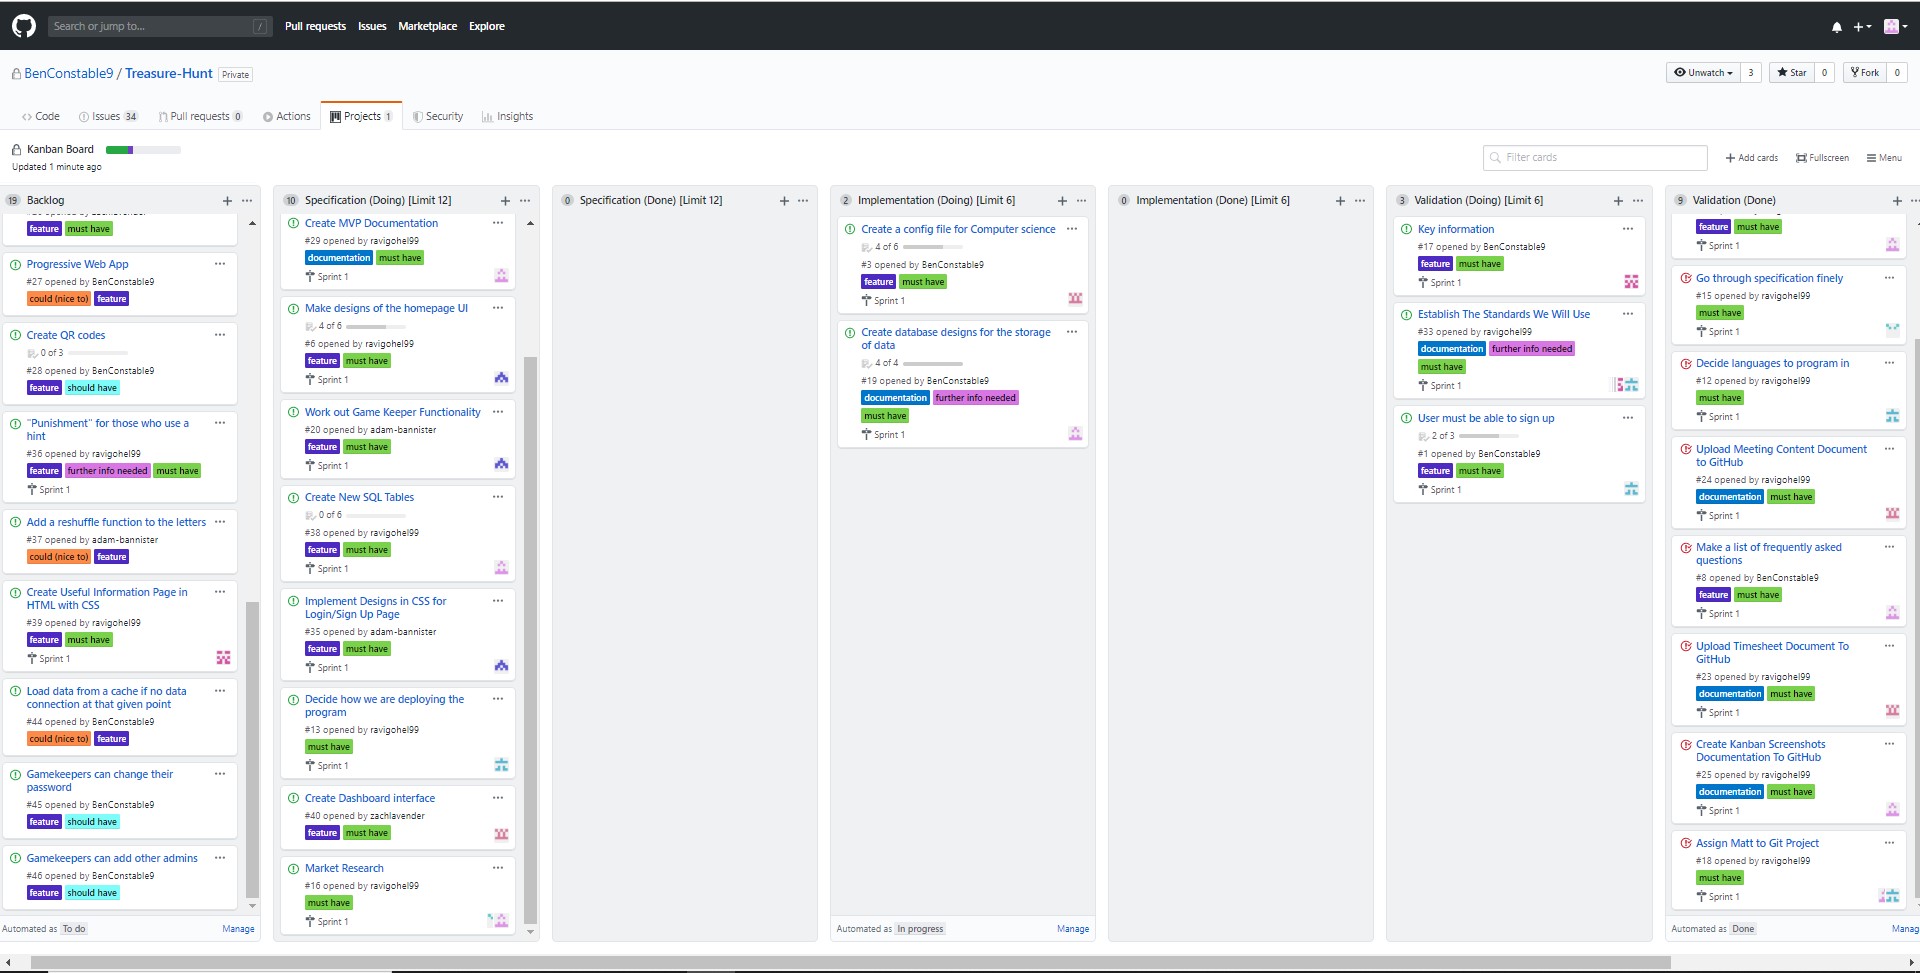 Search or jump to...
/
Pull requests Issues Marketplace Explore
BenConstable9 / Treasure-Hunt Private
Unwatch 3 Star 0 Fork 0
Code Issues 34 Pull requests 0 Actions Projects 1 Security Insights
Kanban Board
Updated 1 minute ago
Filter cards
Add cards Fullscreen Menu
19 Backlog
feature must have
Progressive Web App
#27 opened by BenConstable9
could (nice to) feature
Create QR codes
0 of 3
#28 opened by BenConstable9
feature should have
"Punishment" for those who use a
hint
#36 opened by ravigohel99
feature further info needed must have
Sprint 1
Add a reshuffle function to the letters
#37 opened by adam-bannister
could (nice to) feature
Create Useful Information Page in
HTML with CSS
#39 opened by ravigohel99
feature must have
Sprint 1
Load data from a cache if no data
connection at that given point
#44 opened by BenConstable9
could (nice to) feature
Gamekeepers can change their
password
#45 opened by BenConstable9
feature should have
Gamekeepers can add other admins
#46 opened by BenConstable9
feature should have
Automated as To do Manage
10 Specification (Doing) [Limit 12]
Create MVP Documentation
#29 opened by ravigohel99
documentation must have
Sprint 1
Make designs of the homepage UI
4 of 6
#6 opened by ravigohel99
feature must have
Sprint 1
Work out Game Keeper Functionality
#20 opened by adam-bannister
feature must have
Sprint 1
Create New SQL Tables
0 of 6
#38 opened by ravigohel99
feature must have
Sprint 1
Implement Designs in CSS for
Login/Sign Up Page
#35 opened by adam-bannister
feature must have
Sprint 1
Decide how we are deploying the
program
#13 opened by ravigohel99
must have
Sprint 1
Create Dashboard interface
#40 opened by zachlavender
feature must have
Market Research
#16 opened by ravigohel99
must have
Sprint 1
0 Specification (Done) [Limit 12]
2 Implementation (Doing) [Limit 6]
Create a config file for Computer science
4 of 6
#3 opened by BenConstable9
feature must have
Sprint 1
Create database designs for the storage
of data
4 of 4
#19 opened by BenConstable9
documentation further info needed
must have
Sprint 1
Automated as In progress Manage
0 Implementation (Done) [Limit 6]
3 Validation (Doing) [Limit 6]
Key information
#17 opened by BenConstable9
feature must have
Sprint 1
Establish The Standards We Will Use
#33 opened by ravigohel99
documentation further info needed
must have
Sprint 1
User must be able to sign up
2 of 3
#1 opened by BenConstable9
feature must have
Sprint 1
9 Validation (Done)
feature must have
Sprint 1
Go through specification finely
#15 opened by ravigohel99
must have
Sprint 1
Decide languages to program in
#12 opened by ravigohel99
must have
Sprint 1
Upload Meeting Content Document
to GitHub
#24 opened by ravigohel99
documentation must have
Sprint 1
Make a list of frequently asked
questions
#8 opened by BenConstable9
feature must have
Sprint 1
Upload Timesheet Document To
GitHub
#23 opened by ravigohel99
documentation must have
Sprint 1
Create Kanban Screenshots
Documentation To GitHub
#25 opened by ravigohel99
documentation must have
Sprint 1
Assign Matt to Git Project
#18 opened by ravigohel99
must have
Sprint 1
Automated as Done Manag